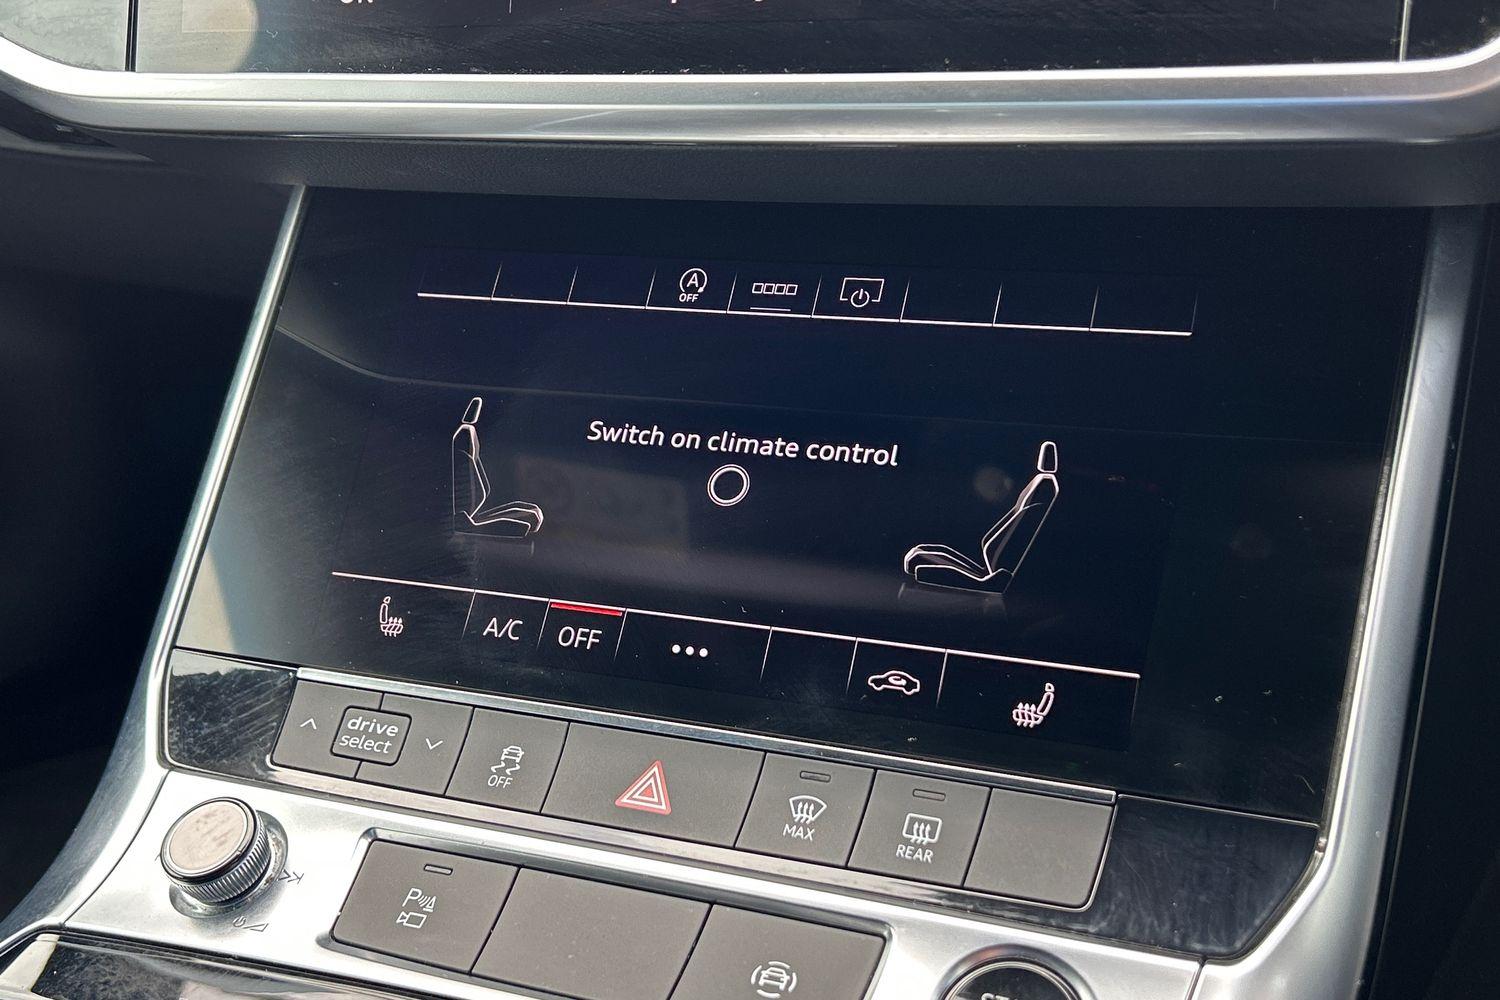 A
OFF
Switch on climate control
A/C
OFF
drive
select
OFF
MAX
REAR
P